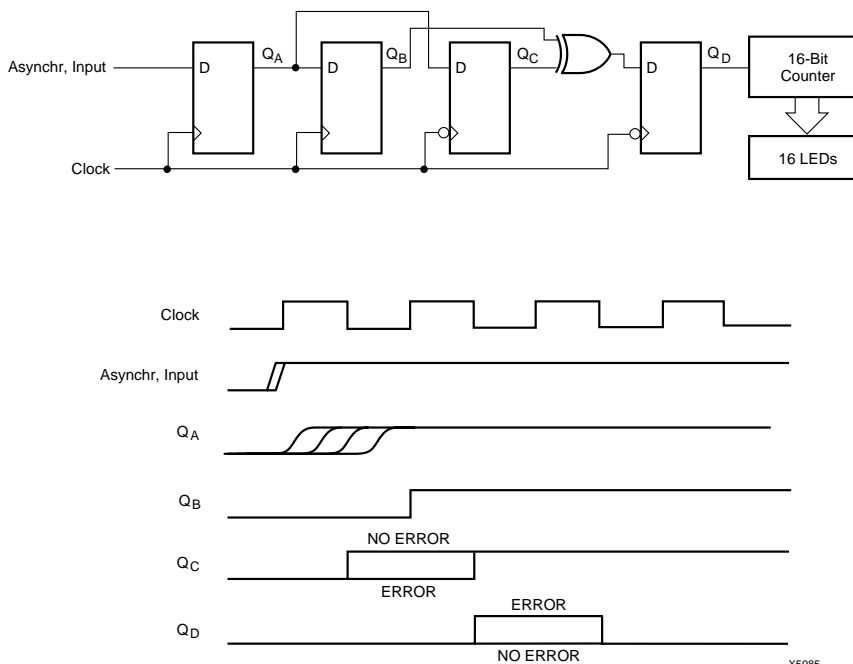 Asynchr, Input
D
QA
D
QB
D
QC
D
QD
16-Bit
Counter
16 LEDs
Clock
Clock
Asynchr, Input
QA
QB
QC
NO ERROR
ERROR
QD
ERROR
NO ERROR
X5985